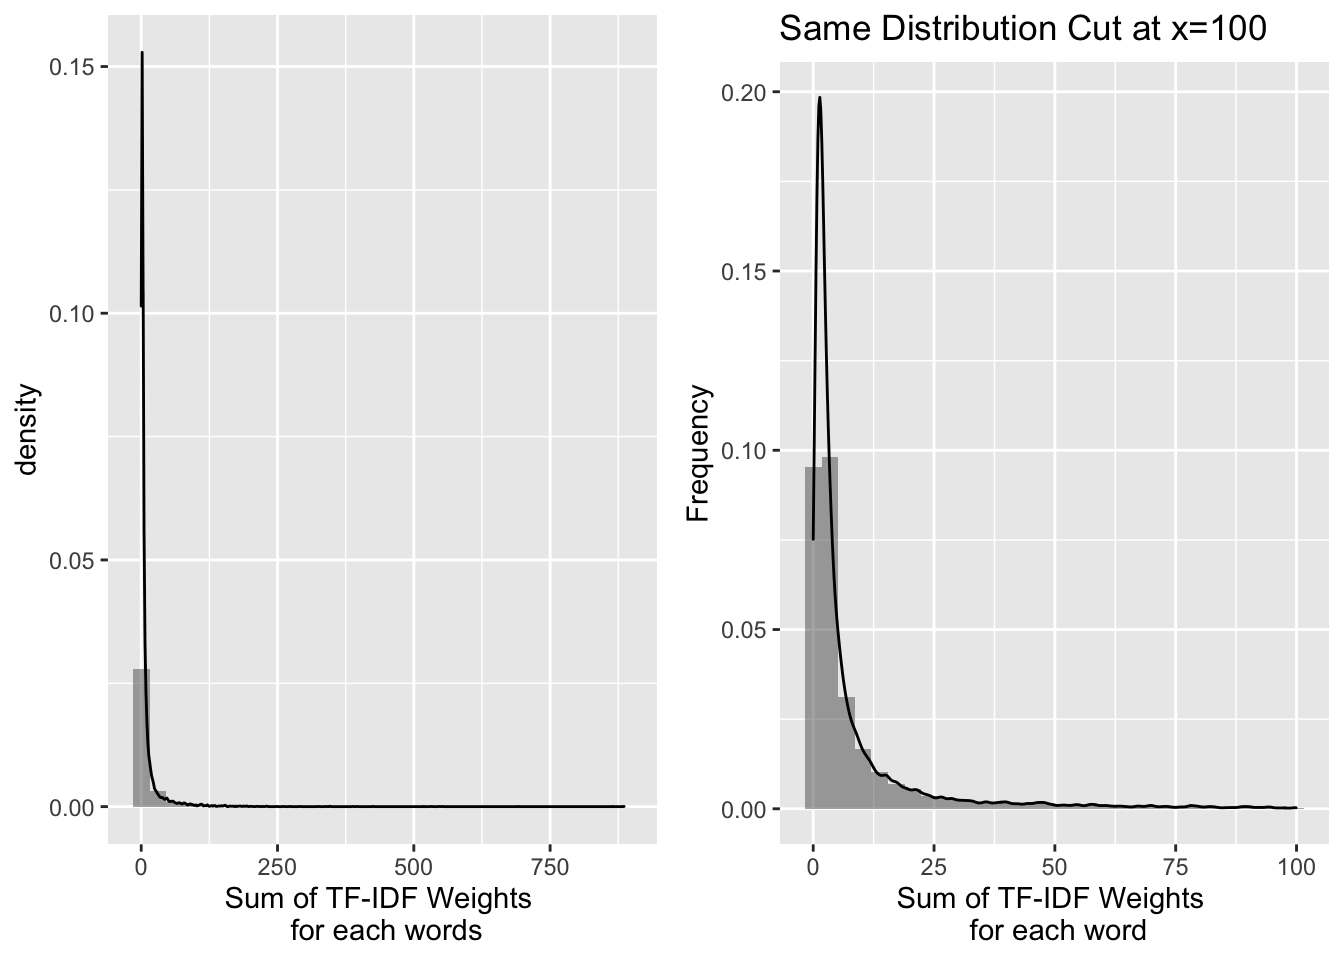 0.15
0.10
0.05
0.00
density
0
250
500
750
Sum of TF-IDF Weights
for each words
Same Distribution Cut at x=100
0.20
0.15
0.10
0.05
0.00
Frequency
0
25
50
75
100
Sum of TF-IDF Weights
for each word